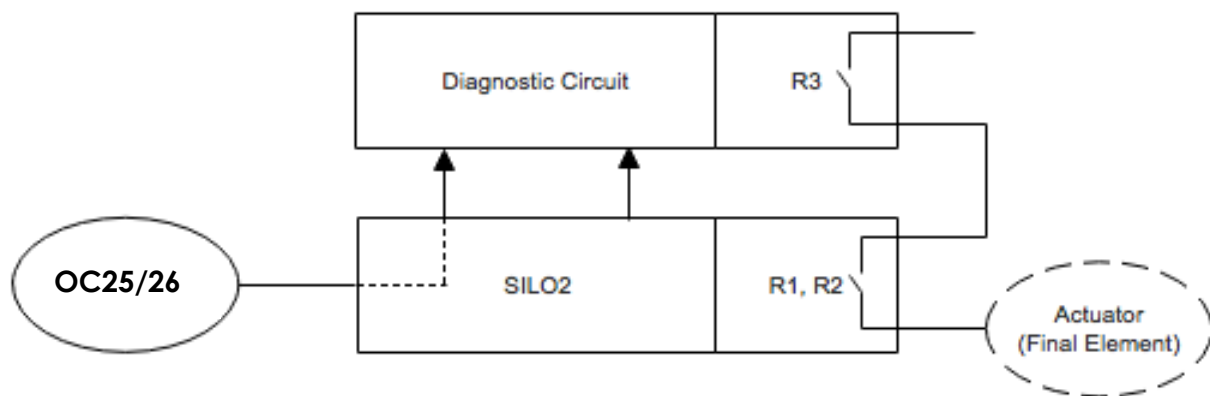 Diagnostic Circuit
R3
OC25/26
SILO2
R1, R2
Actuator
(Final Element)